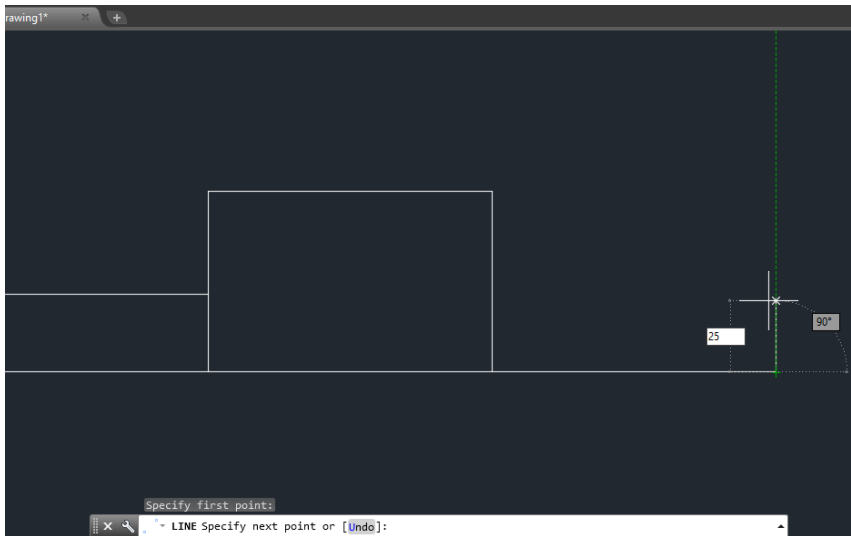 rawing1*
90°
25
Specify first point:
LINE Specify next point or [Undo]: